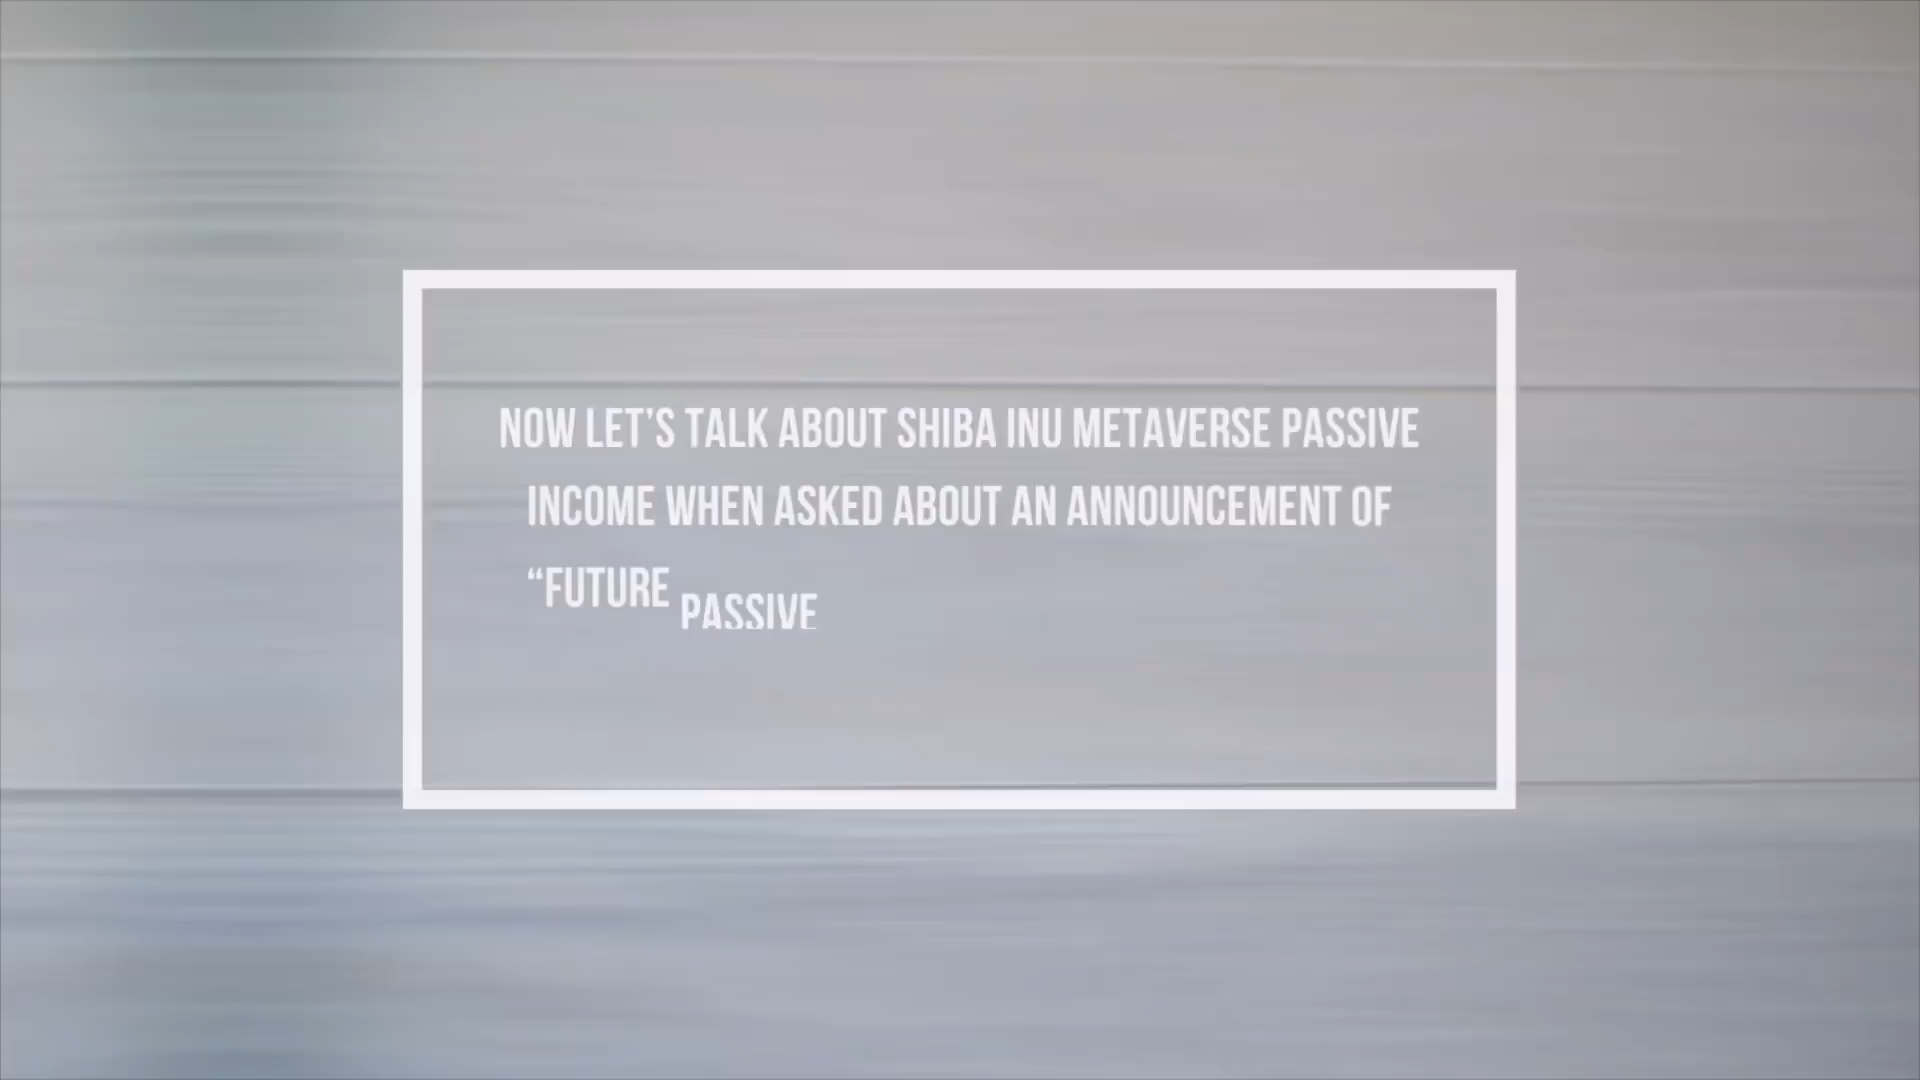 NOW LET’S TALK ABOUT SHIBA INU METAVERSE PASSIVE
INCOME WHEN ASKED ABOUT AN ANNOUNCEMENT OF
“FUTURE PASSIVE